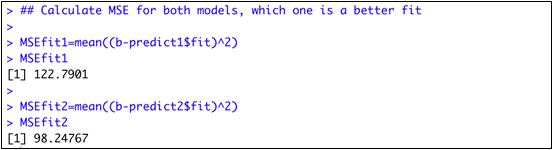 > ## Calculate MSE for both models, which one is a better fit
>
> MSEfit1=mean((b-predict1$fit)^2)
> MSEfit1
[1] 122.7901
>
> MSEfit2=mean((b-predict2$fit)^2)
> MSEfit2
[1] 98.24767